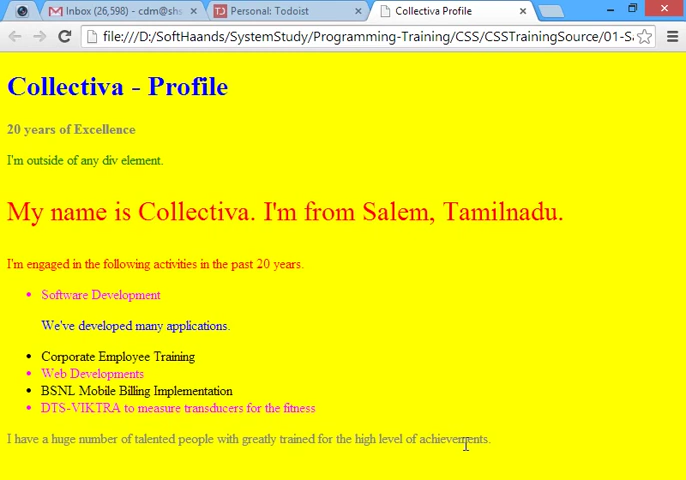 Inbox (26,598) - cdm@shs
Personal: Todoist
Collectiva Profile
file:///D:/SoftHaands/SystemStudy/Programming-Training/CSS/CSSTrainingSource/01-Sa
Collectiva - Profile
20 years of Excellence
I'm outside of any div element.
My name is Collectiva. I'm from Salem, Tamilnadu.
I'm engaged in the following activities in the past 20 years.
Software Development
We've developed many applications.
Corporate Employee Training
Web Developments
BSNL Mobile Billing Implementation
DTS-VIKTRA to measure transducers for the fitness
I have a huge number of talented people with greatly trained for the high level of achievements.